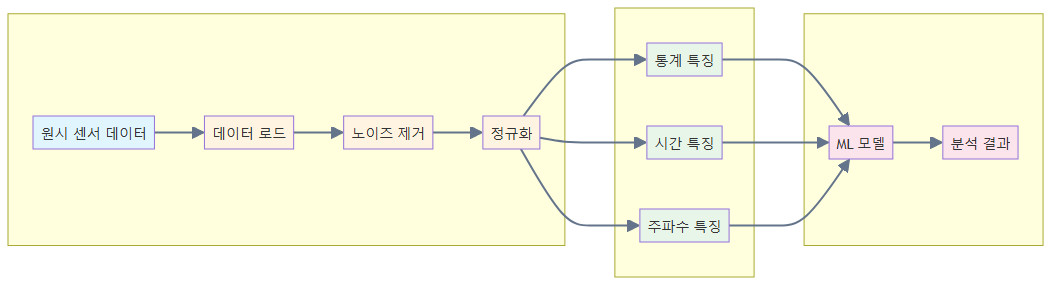 원시 센서 데이터
데이터 로드
노이즈 제거
정규화
통계 특징
시간 특징
주파수 특징
ML 모델
분석 결과